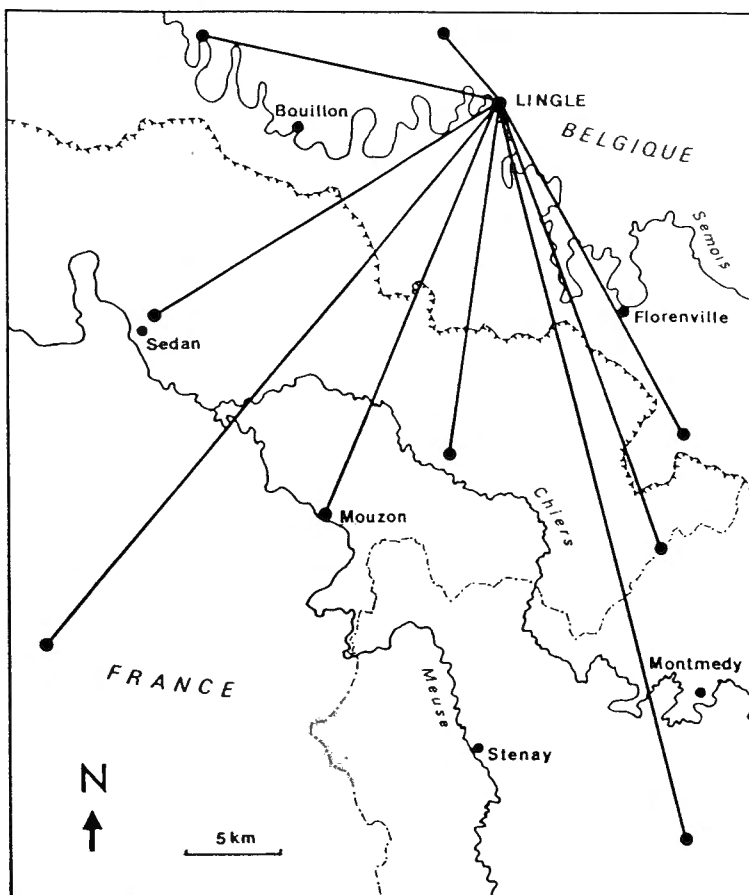 LINGLE
Bouillon
BELGIQUE
Semois
Florenville
Sedan
Chiers
Mouzon
FRANCE
Meuse
Montmedy
Stenay
N
5 km